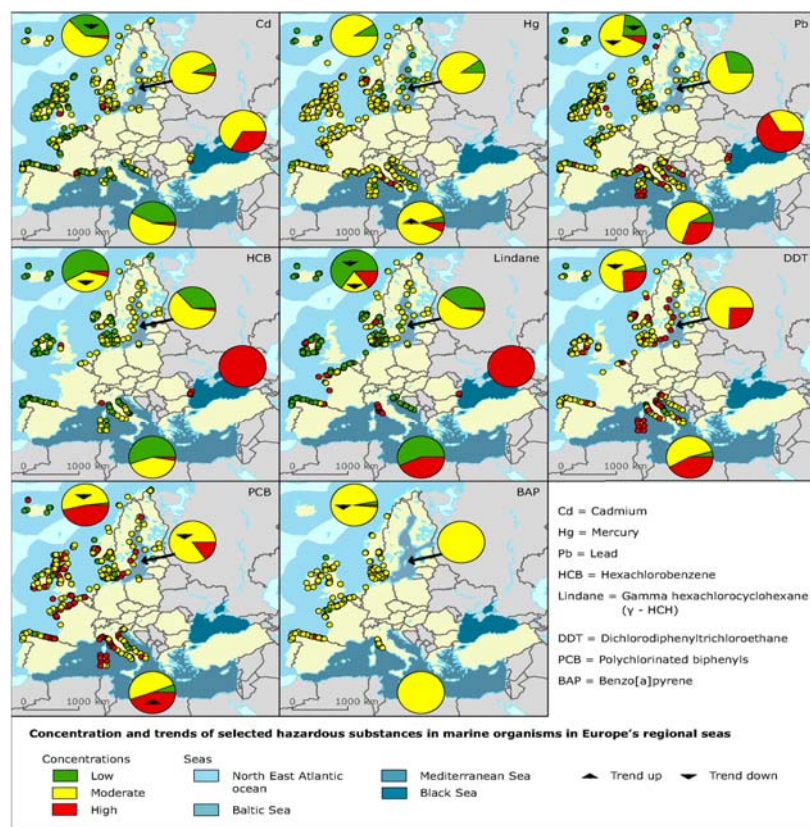 Cd
Hg
Pb
0 1000 km
0 1000 km
0 1000 km
HCB
Lindane
DDT
0 1000 km
0 1000 km
0 1000 km
PCB
BAP
0 1000 km
0 1000 km
Cd = Cadmium
Hg = Mercury
Pb = Lead
HCB = Hexachlorobenzene
Lindane = Gamma hexachlorocyclohexane
(γ - HCH)
DDT = Dichlorodiphenyltrichloroethane
PCB = Polychlorinated biphenyls
BAP = Benzo[a]pyrene
Concentration and trends of selected hazardous substances in marine organisms in Europe's regional seas
Concentrations
Low
Moderate
High
Seas
North East Atlantic
ocean
Baltic Sea
Mediterranean Sea
Black Sea
Trend up
Trend down